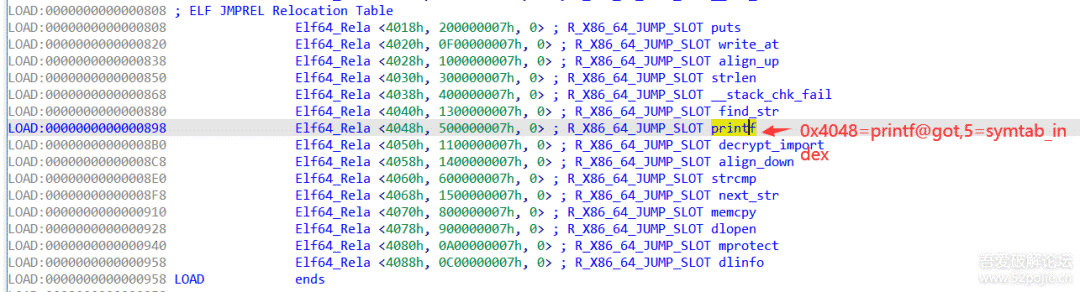 LOAD:0000000000000808 ; ELF JMPREL Relocation Table
LOAD:0000000000000808 Elf64_Rela <4018h, 200000007h, 0> ; R_X86_64_JUMP_SLOT puts
LOAD:0000000000000820 Elf64_Rela <4020h, 0F00000007h, 0> ; R_X86_64_JUMP_SLOT write_at
LOAD:0000000000000838 Elf64_Rela <4028h, 1000000007h, 0> ; R_X86_64_JUMP_SLOT align_up
LOAD:0000000000000850 Elf64_Rela <4030h, 300000007h, 0> ; R_X86_64_JUMP_SLOT strlen
LOAD:0000000000000868 Elf64_Rela <4038h, 400000007h, 0> ; R_X86_64_JUMP_SLOT __stack_chk_fail
LOAD:0000000000000880 Elf64_Rela <4040h, 1300000007h, 0> ; R_X86_64_JUMP_SLOT find_str
LOAD:0000000000000898 Elf64_Rela <4048h, 500000007h, 0> ; R_X86_64_JUMP_SLOT printf
0x4048=printf@got,5=symtab_in
dex
LOAD:00000000000008B0 Elf64_Rela <4050h, 1100000007h, 0> ; R_X86_64_JUMP_SLOT decrypt_import
LOAD:00000000000008C8 Elf64_Rela <4058h, 1400000007h, 0> ; R_X86_64_JUMP_SLOT align_down
LOAD:00000000000008E0 Elf64_Rela <4060h, 600000007h, 0> ; R_X86_64_JUMP_SLOT strcmp
LOAD:00000000000008F8 Elf64_Rela <4068h, 1500000007h, 0> ; R_X86_64_JUMP_SLOT next_str
LOAD:0000000000000910 Elf64_Rela <4070h, 800000007h, 0> ; R_X86_64_JUMP_SLOT memcpy
LOAD:0000000000000928 Elf64_Rela <4078h, 900000007h, 0> ; R_X86_64_JUMP_SLOT dlopen
LOAD:0000000000000940 Elf64_Rela <4080h, 0A00000007h, 0> ; R_X86_64_JUMP_SLOT mprotect
LOAD:0000000000000958 Elf64_Rela <4088h, 0C00000007h, 0> ; R_X86_64_JUMP_SLOT dlinfo
LOAD:0000000000000958 LOAD ends
吾爱破解论坛
www.52pojie.cn